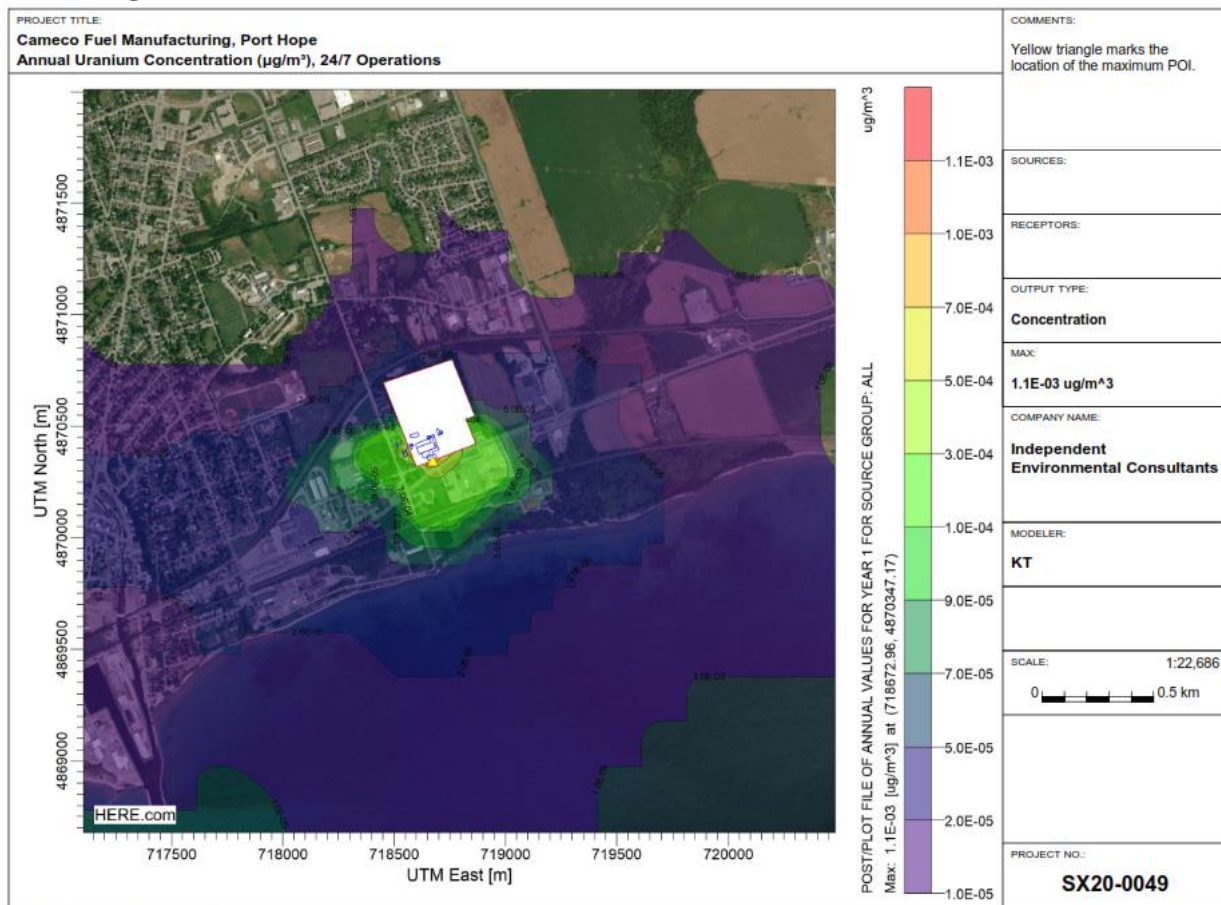 PROJECT TITLE:
Cameco Fuel Manufacturing, Port Hope
Annual Uranium Concentration (µg/m³), 24/7 Operations
COMMENTS:
Yellow triangle marks the
location of the maximum POI.
SOURCES:
RECEPTORS:
OUTPUT TYPE:
Concentration
MAX:
1.1E-03 ug/m^3
COMPANY NAME:
Independent
Environmental Consultants
MODELER:
KT
SCALE:
1:22,686
0
0.5 km
PROJECT NO.:
SX20-0049
UTM North [m]
4871500
4871000
4870500
4870000
4869500
4869000
HERE.com
717500
718000
718500
719000
719500
720000
UTM East [m]
POST/PLOT FILE OF ANNUAL VALUES FOR YEAR 1 FOR SOURCE GROUP: ALL
Max: 1.1E-03 [ug/m^3] at (718672.96, 4870347.17)
ug/m^3
1.1E-03
1.0E-03
7.0E-04
5.0E-04
3.0E-04
1.0E-04
9.0E-05
7.0E-05
5.0E-05
2.0E-05
1.0E-05